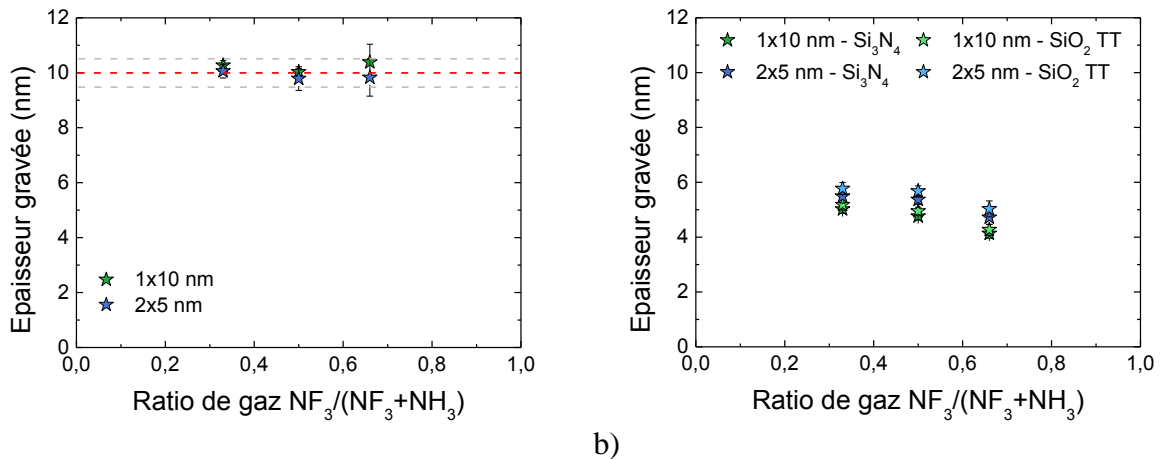 12
10
8
6
4
2
0
Epaisseur gravée (nm)
1x10 nm
2x5 nm
0,0 0,2 0,4 0,6 0,8 1,0
Ratio de gaz NF₃/(NF₃+NH₃)
12
10
8
6
4
2
0
Epaisseur gravée (nm)
1x10 nm - Si₃N₄ 1x10 nm - SiO₂ TT
2x5 nm - Si₃N₄ 2x5 nm - SiO₂ TT
0,0 0,2 0,4 0,6 0,8 1,0
Ratio de gaz NF₃/(NF₃+NH₃)
b)